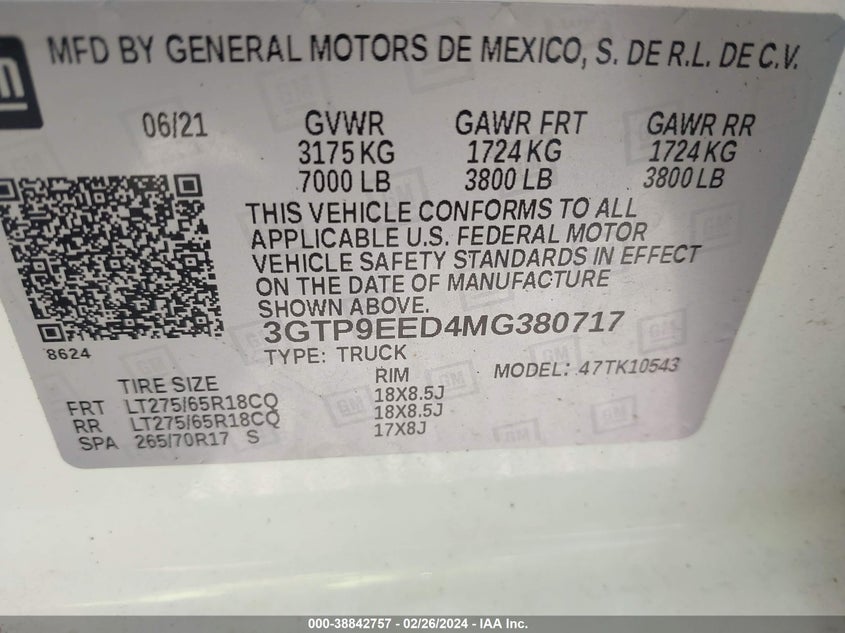 GM
MFD BY GENERAL MOTORS DE MEXICO, S. DE R.L. DE C.V.
06/21 GVWR GAWR FRT GAWR RR
3175 KG 1724 KG 1724 KG
7000 LB 3800 LB 3800 LB
THIS VEHICLE CONFORMS TO ALL
APPLICABLE U.S. FEDERAL MOTOR
VEHICLE SAFETY STANDARDS IN EFFECT
ON THE DATE OF MANUFACTURE
SHOWN ABOVE.
3GTP9EED4MG380717
8624
TYPE: TRUCK
MODEL: 47TK10543
TIRE SIZE RIM
FRT LT275/65R18CQ 18X8.5J
RR LT275/65R18CQ 18X8.5J
SPA 265/70R17 S 17X8J
000-38842757 - 02/26/2024 - IAA Inc.